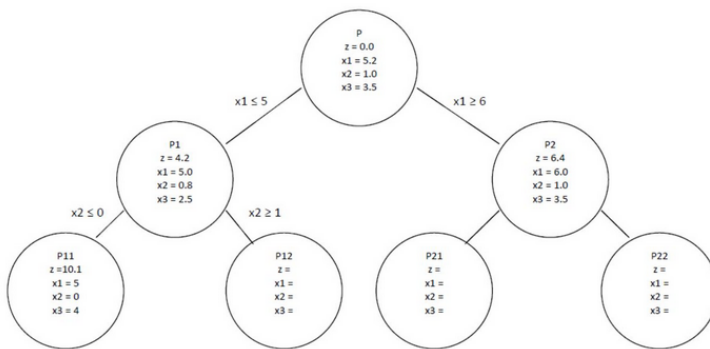 P
z = 0.0
x1 = 5.2
x2 = 1.0
x3 = 3.5
x1 ≤ 5
x1 ≥ 6
P1
z = 4.2
x1 = 5.0
x2 = 0.8
x3 = 2.5
P2
z = 6.4
x1 = 6.0
x2 = 1.0
x3 = 3.5
x2 ≤ 0
x2 ≥ 1
P11
z =10.1
x1 = 5
x2 = 0
x3 = 4
P12
z =
x1 =
x2 =
x3 =
P21
z =
x1 =
x2 =
x3 =
P22
z =
x1 =
x2 =
x3 =